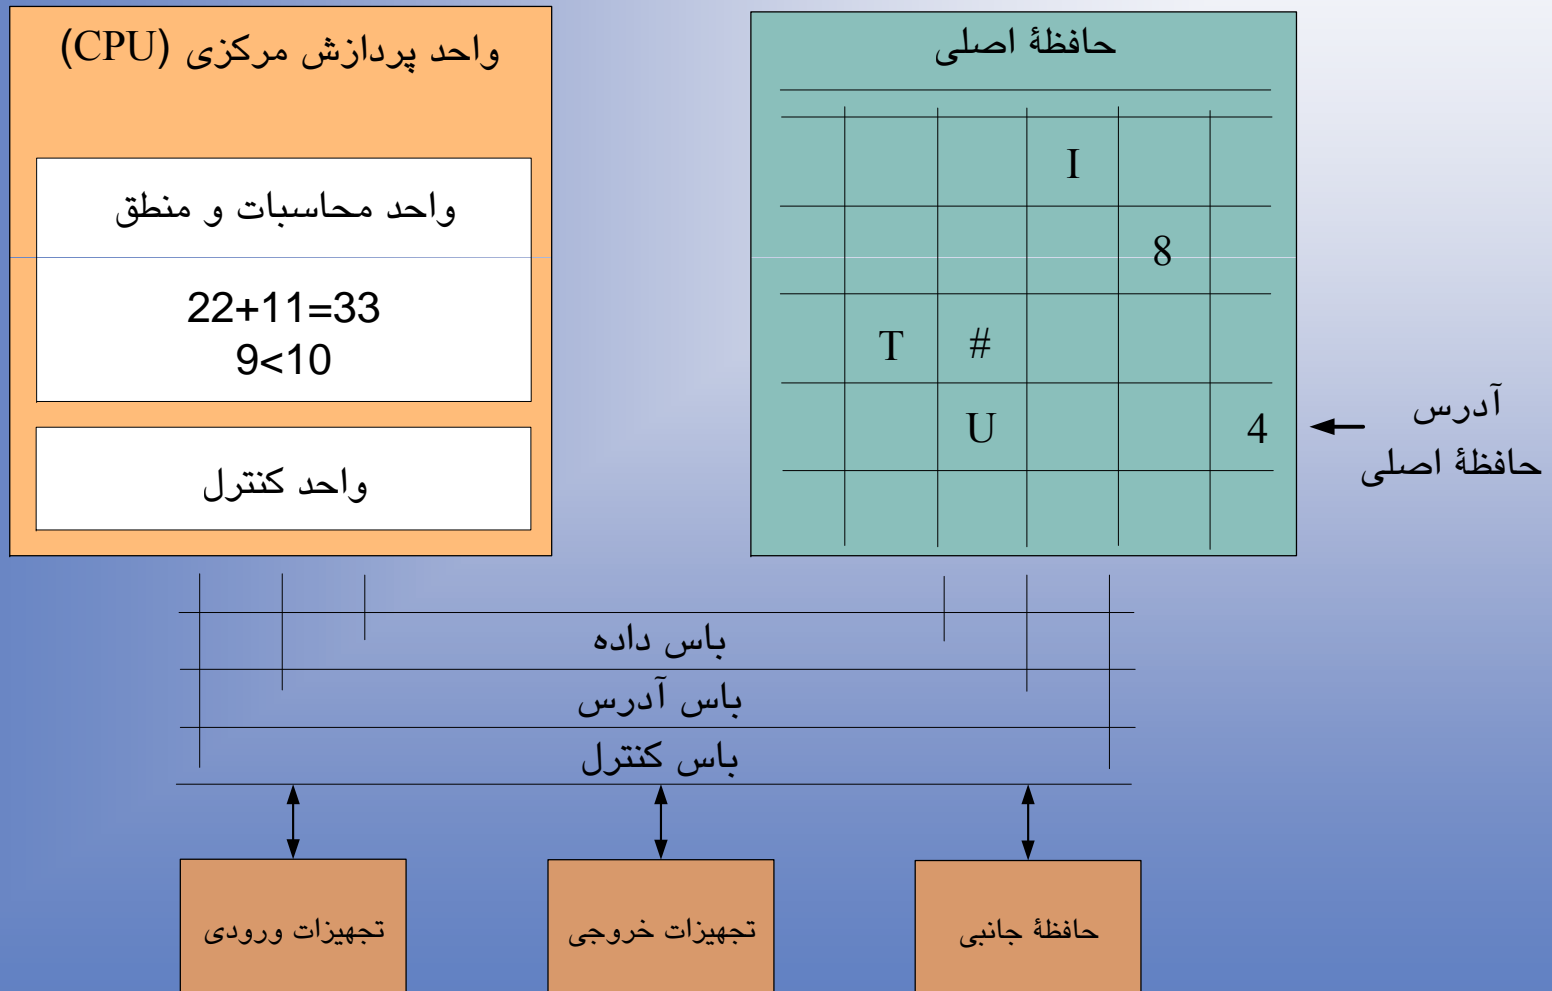 واحد پردازش مرکزی (CPU)
واحد محاسبات و منطق
22+11=33
9<10
واحد کنترل
حافظهٔ اصلی
I
8
T #
U 4
آدرس
حافظهٔ اصلی
باس داده
باس آدرس
باس کنترل
تجهیزات ورودی
تجهیزات خروجی
حافظهٔ جانبی